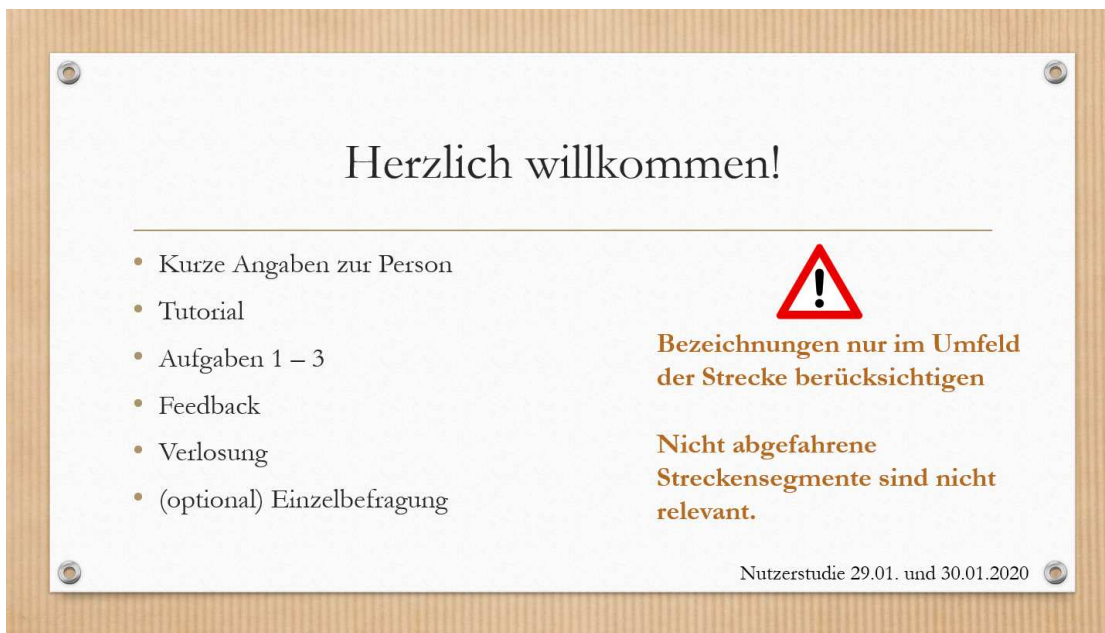 Herzlich willkommen!
• Kurze Angaben zur Person
• Tutorial
• Aufgaben 1 – 3
• Feedback
• Verlosung
• (optional) Einzelbefragung
Bezeichnungen nur im Umfeld
der Strecke berücksichtigen
Nicht abgefahrene
Streckensegmente sind nicht
relevant.
Nutzerstudie 29.01. und 30.01.2020